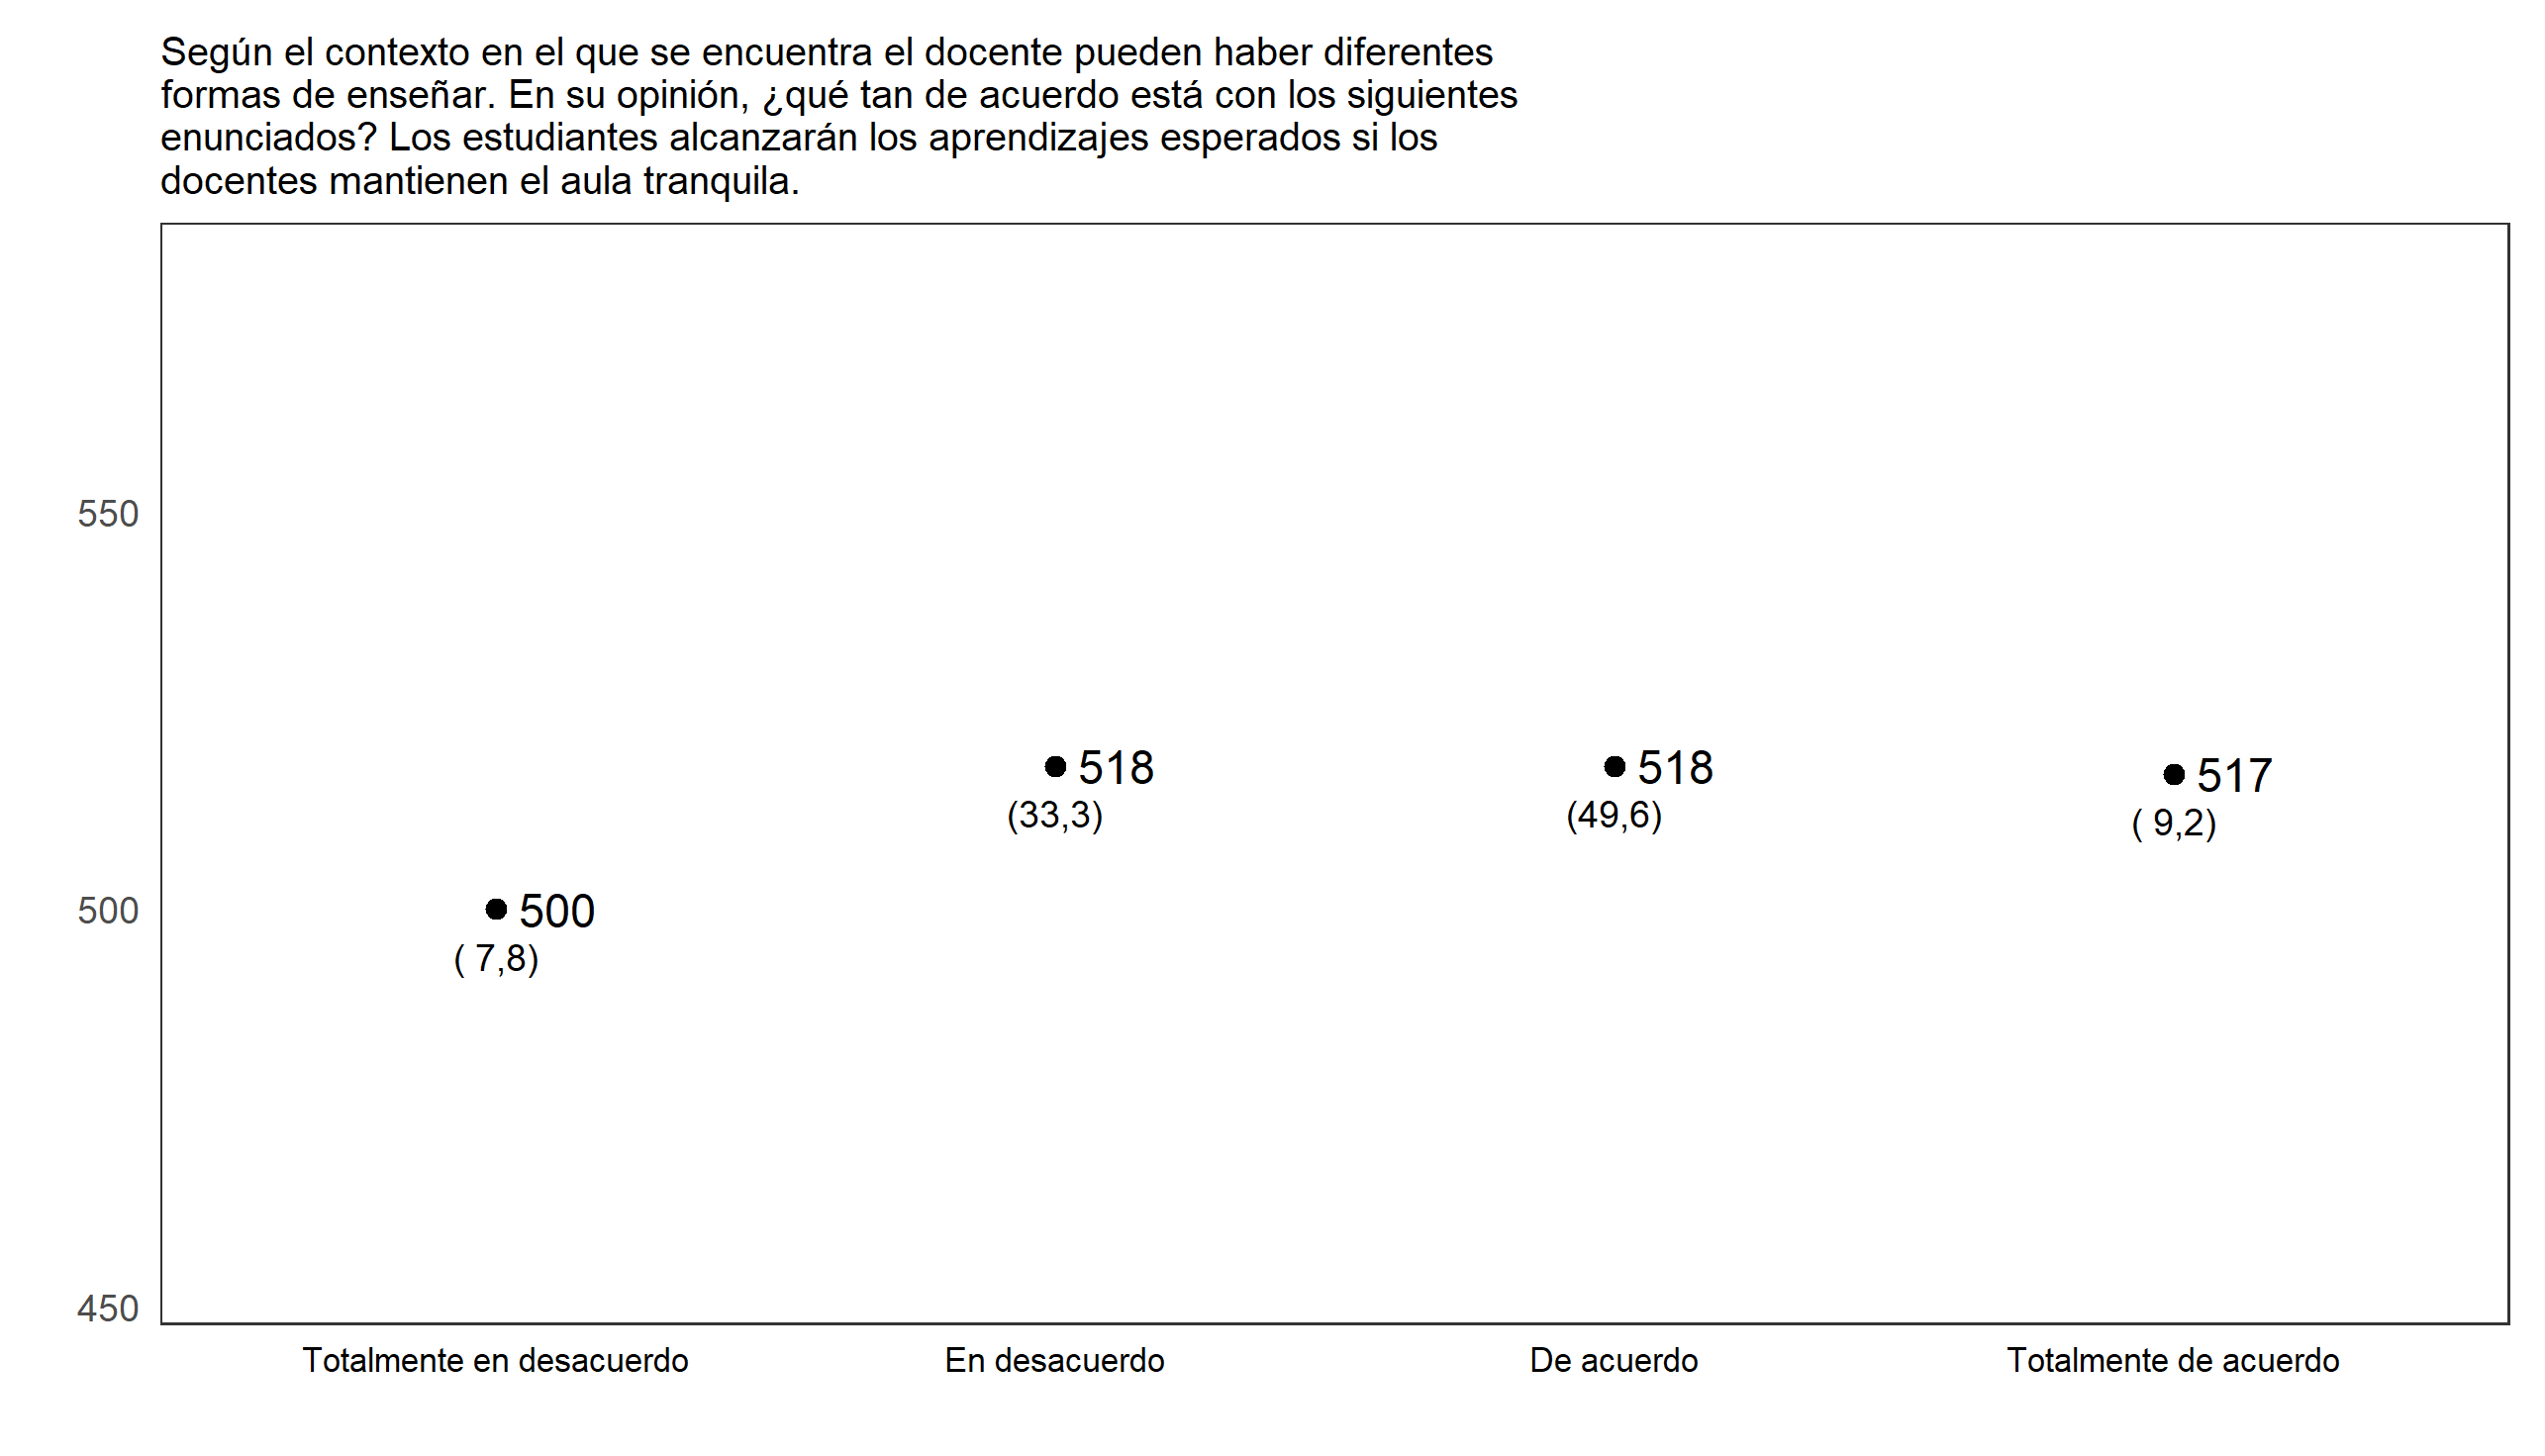 Según el contexto en el que se encuentra el docente pueden haber diferentes
formas de enseñar. En su opinión, ¿qué tan de acuerdo está con los siguientes
enunciados? Los estudiantes alcanzarán los aprendizajes esperados si los
docentes mantienen el aula tranquila.
550
518
518
517
(33,3)
(49,6)
( 9,2)
500
500
( 7,8)
450
Totalmente en desacuerdo
En desacuerdo
De acuerdo
Totalmente de acuerdo